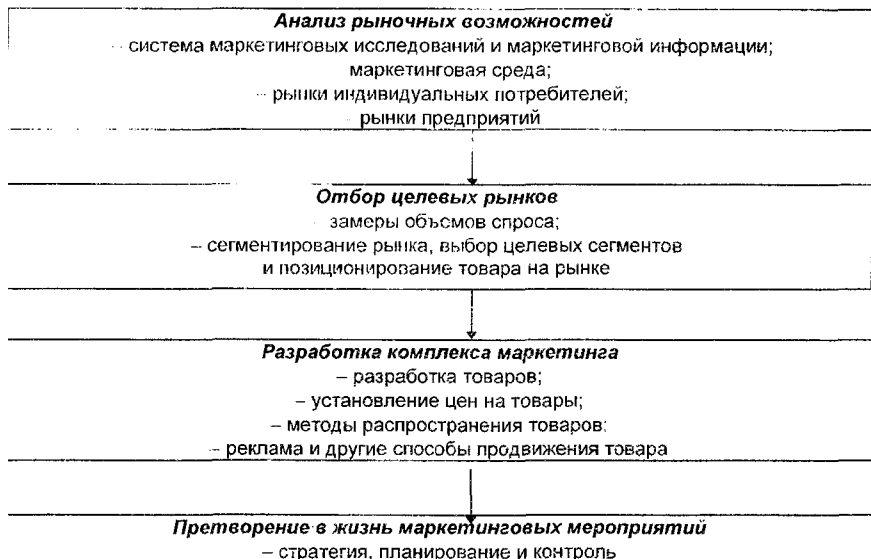 Анализ рыночных возможностей
– система маркетинговых исследований и маркетинговой информации;
маркетинговая среда;
– рынки индивидуальных потребителей;
рынки предприятий
Отбор целевых рынков
замеры объемов спроса;
– сегментирование рынка, выбор целевых сегментов
и позиционирование товара на рынке
Разработка комплекса маркетинга
– разработка товаров;
– установление цен на товары;
– методы распространения товаров:
– реклама и другие способы продвижения товара
Претворение в жизнь маркетинговых мероприятий
– стратегия, планирование и контроль